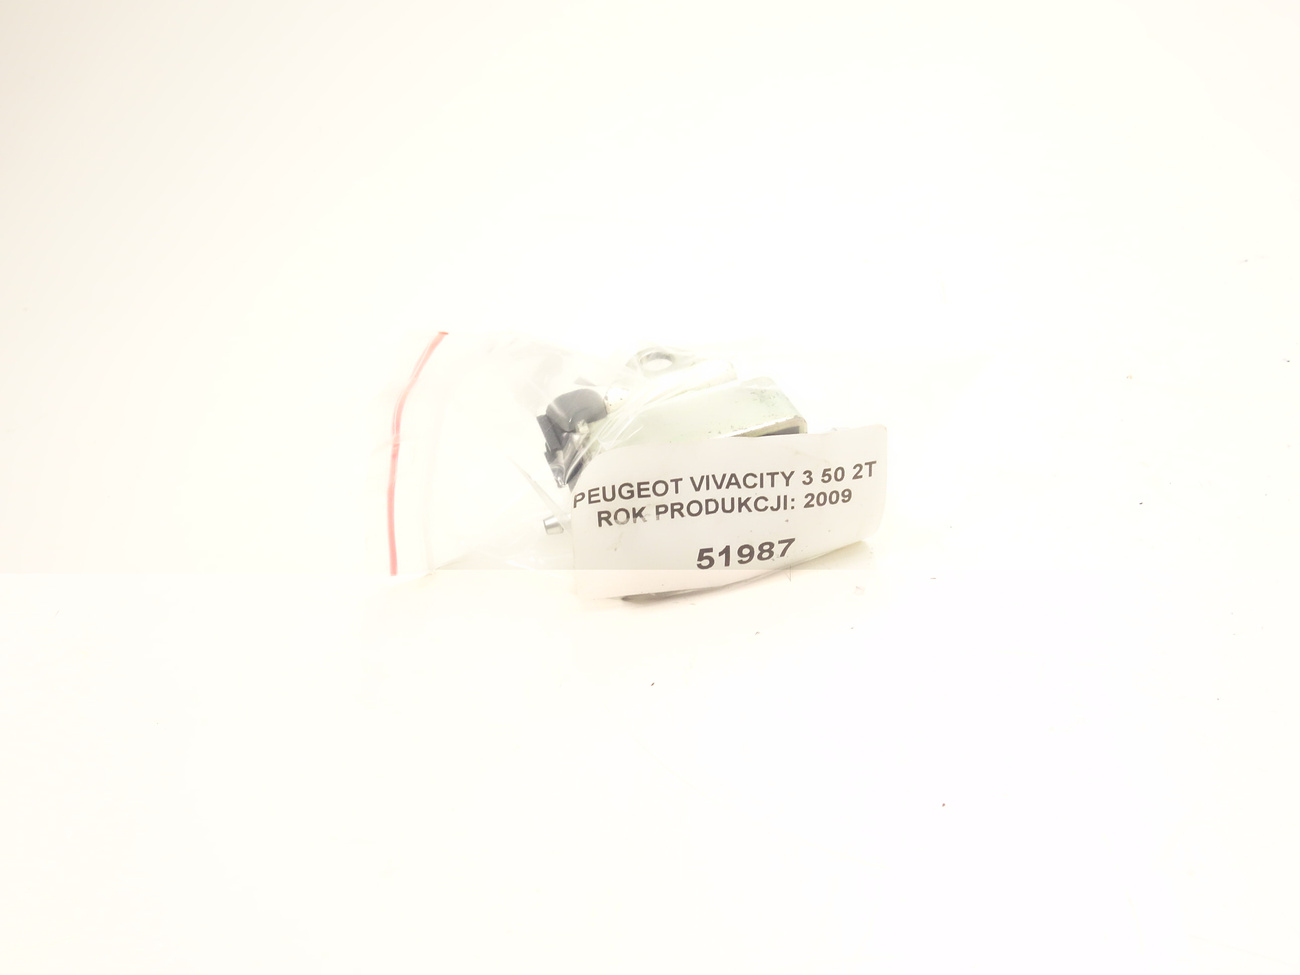 PEUGEOT VIVACITY 3 50 2T
ROK PRODUKCJI: 2009
51987